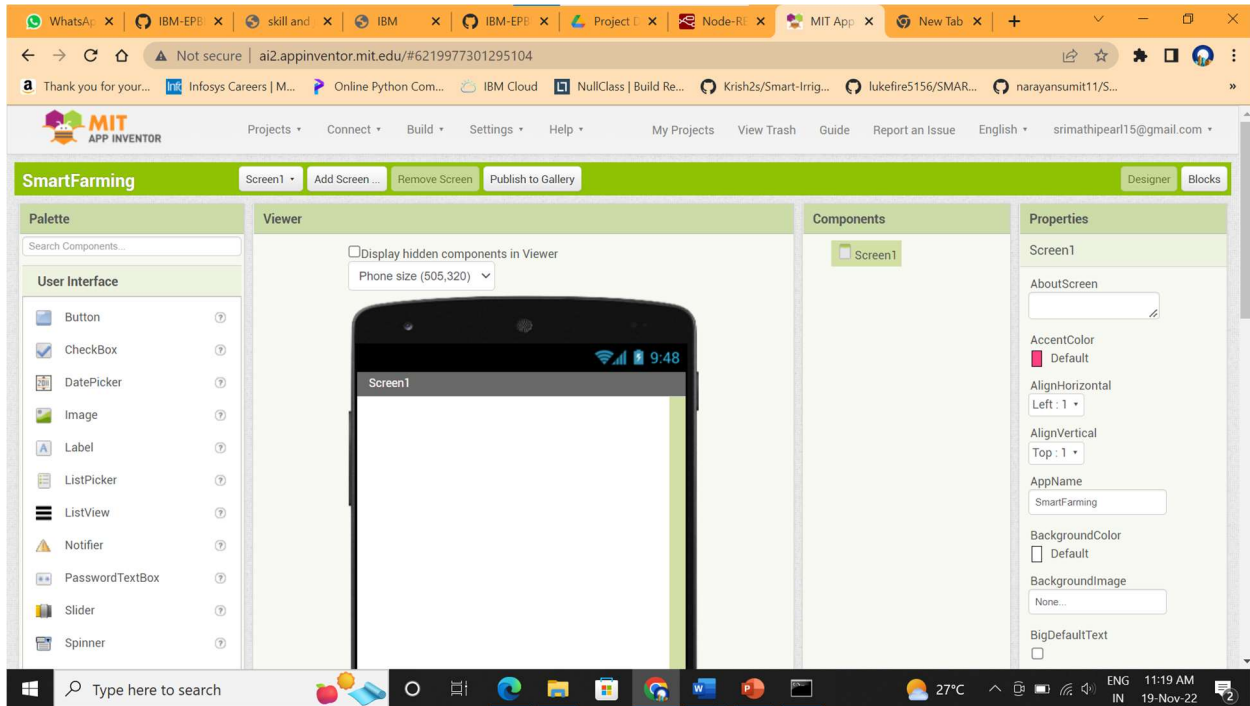 WhatsAp
IBM-EPB
skill and
IBM
IBM-EPB
Project D
Node-RE
MIT App
New Tab
Not secure | ai2.appinventor.mit.edu/#6219977301295104
Thank you for your...
Infosys Careers | M...
Online Python Com...
IBM Cloud
NullClass | Build Re...
Krish2s/Smart-Irrig...
lukefire5156/SMAR...
narayansumit11/S...
»
MIT
APP INVENTOR
Projects
Connect
Build
Settings
Help
My Projects
View Trash
Guide
Report an Issue
English
srimathipearl15@gmail.com
SmartFarming
Screen1
Add Screen ...
Remove Screen
Publish to Gallery
Designer
Blocks
Palette
Search Components...
User Interface
Button
CheckBox
DatePicker
Image
Label
ListPicker
ListView
Notifier
PasswordTextBox
Slider
Spinner
Viewer
Display hidden components in Viewer
Phone size (505,320)
9:48
Screen1
Components
Screen1
Properties
Screen1
AboutScreen
AccentColor
Default
AlignHorizontal
Left : 1
AlignVertical
Top : 1
AppName
SmartFarming
BackgroundColor
Default
BackgroundImage
None...
BigDefaultText
Type here to search
27°C
ENG
IN
11:19 AM
19-Nov-22
2